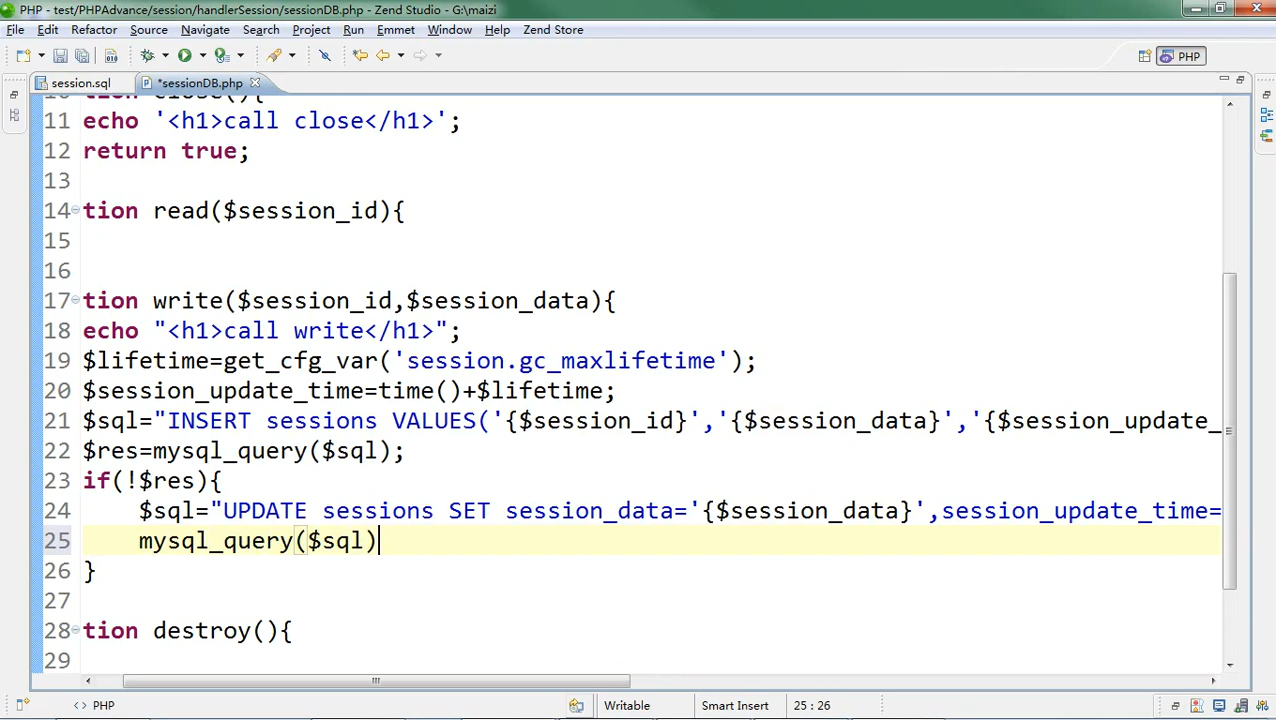 PHP - test/PHPAdvance/session/handlerSession/sessionDB.php - Zend Studio - G:\maizi
File Edit Refactor Source Navigate Search Project Run Emmet Window Help Zend Store
PHP
session.sql *sessionDB.php
10 tion close(){
11 echo '<h1>call close</h1>';
12 return true;
13
14 tion read($session_id){
15
16
17 tion write($session_id,$session_data){
18 echo "<h1>call write</h1>";
19 $lifetime=get_cfg_var('session.gc_maxlifetime');
20 $session_update_time=time()+$lifetime;
21 $sql="INSERT sessions VALUES('{$session_id}','{$session_data}','{$session_update_
22 $res=mysql_query($sql);
23 if(!$res){
24 $sql="UPDATE sessions SET session_data='{$session_data}',session_update_time=
25 mysql_query($sql)
26 }
27
28 tion destroy(){
29
<> PHP Writable Smart Insert 25 : 26